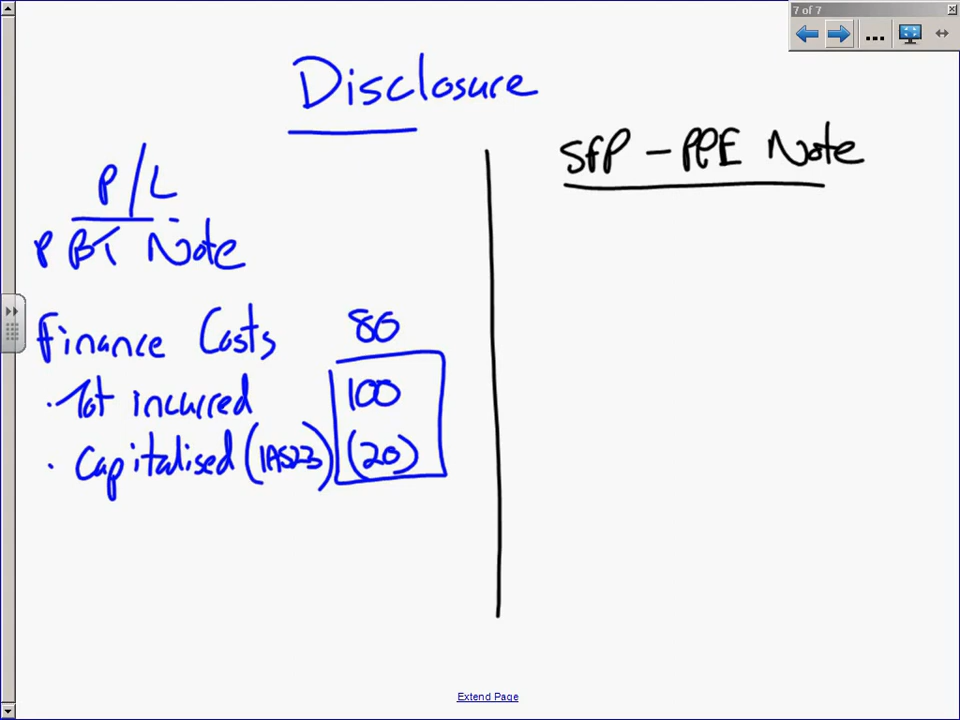 7 of 7
...
Disclosure
P/L
PBT Note
Finance Costs 80
· Tot incurred 100
· Capitalised (IAS23) (20)
SFP - PPE Note
Extend Page